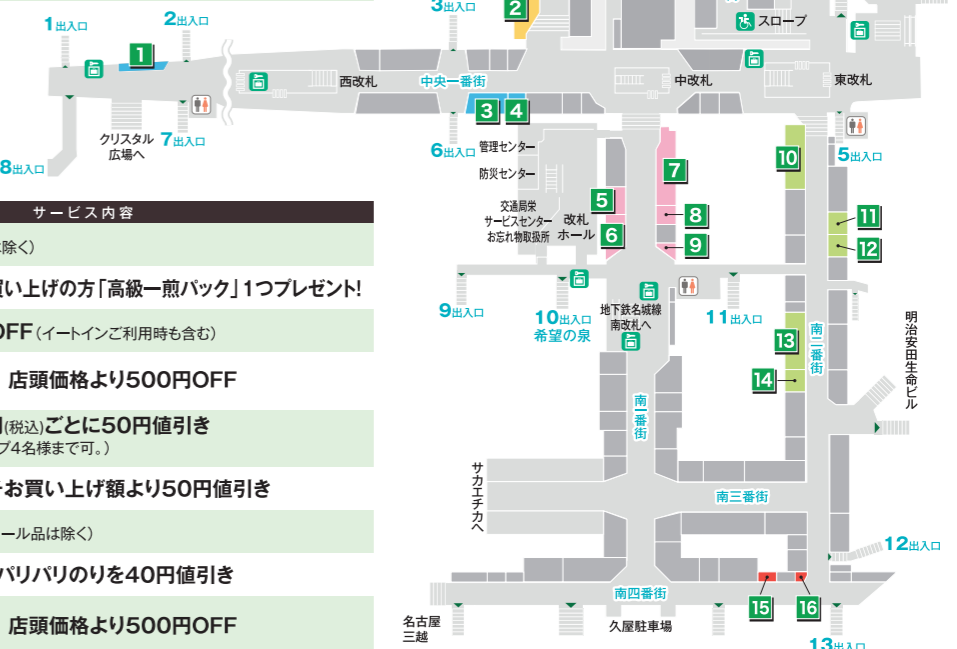 3出入口
2
スロープ
1出入口
2出入口
1
西改札
中央一番街
中改札
東改札
3
4
クリスタル
広場へ
7出入口
8出入口
6出入口
管理センター
防災センター
交通局栄
サービスセンター
お忘れ物取扱所
改札
ホール
5
6
7
8
9
10
5出入口
11
12
9出入口
10出入口
希望の泉
地下鉄名城線
南改札へ
11出入口
13
14
南二番街
明治安田生命ビル
南一番街
サカエチカへ
南三番街
12出入口
南四番街
15
16
名古屋
三越
久屋駐車場
13出入口
サービス内容
除く)
い上げの方「高級一煎パック」1つプレゼント!
OFF(イートインご利用時も含む)
店頭価格より500円OFF
(税込)ごとに50円値引き
プ4名様まで可。)
お買い上げ額より50円値引き
ール品は除く)
パリパリのりを40円値引き
店頭価格より500円OFF